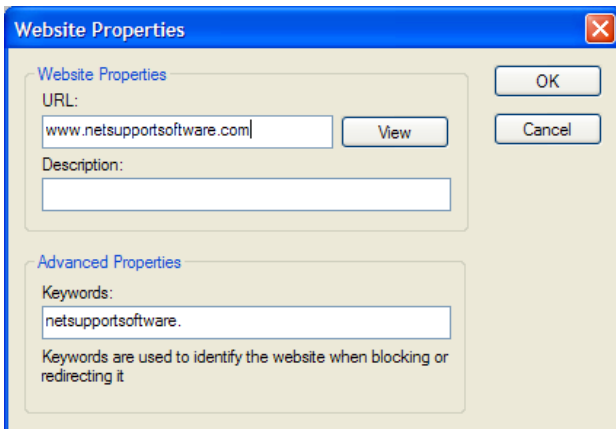 Website Properties
Website Properties
URL:
www.netsupportsoftware.com
View
Description:
Advanced Properties
Keywords:
netsupportsoftware.
Keywords are used to identify the website when blocking or
redirecting it
OK
Cancel